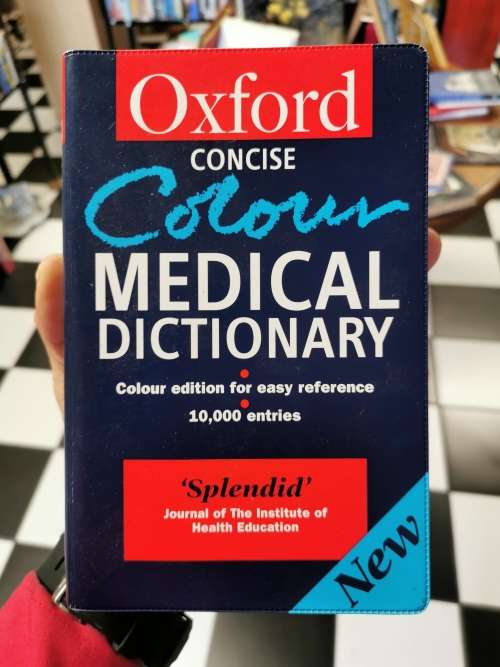 Oxford
CONCISE
Colour
MEDICAL
DICTIONARY
Colour edition for easy reference
10,000 entries
‘Splendid’
Journal of The Institute of
Health Education
New